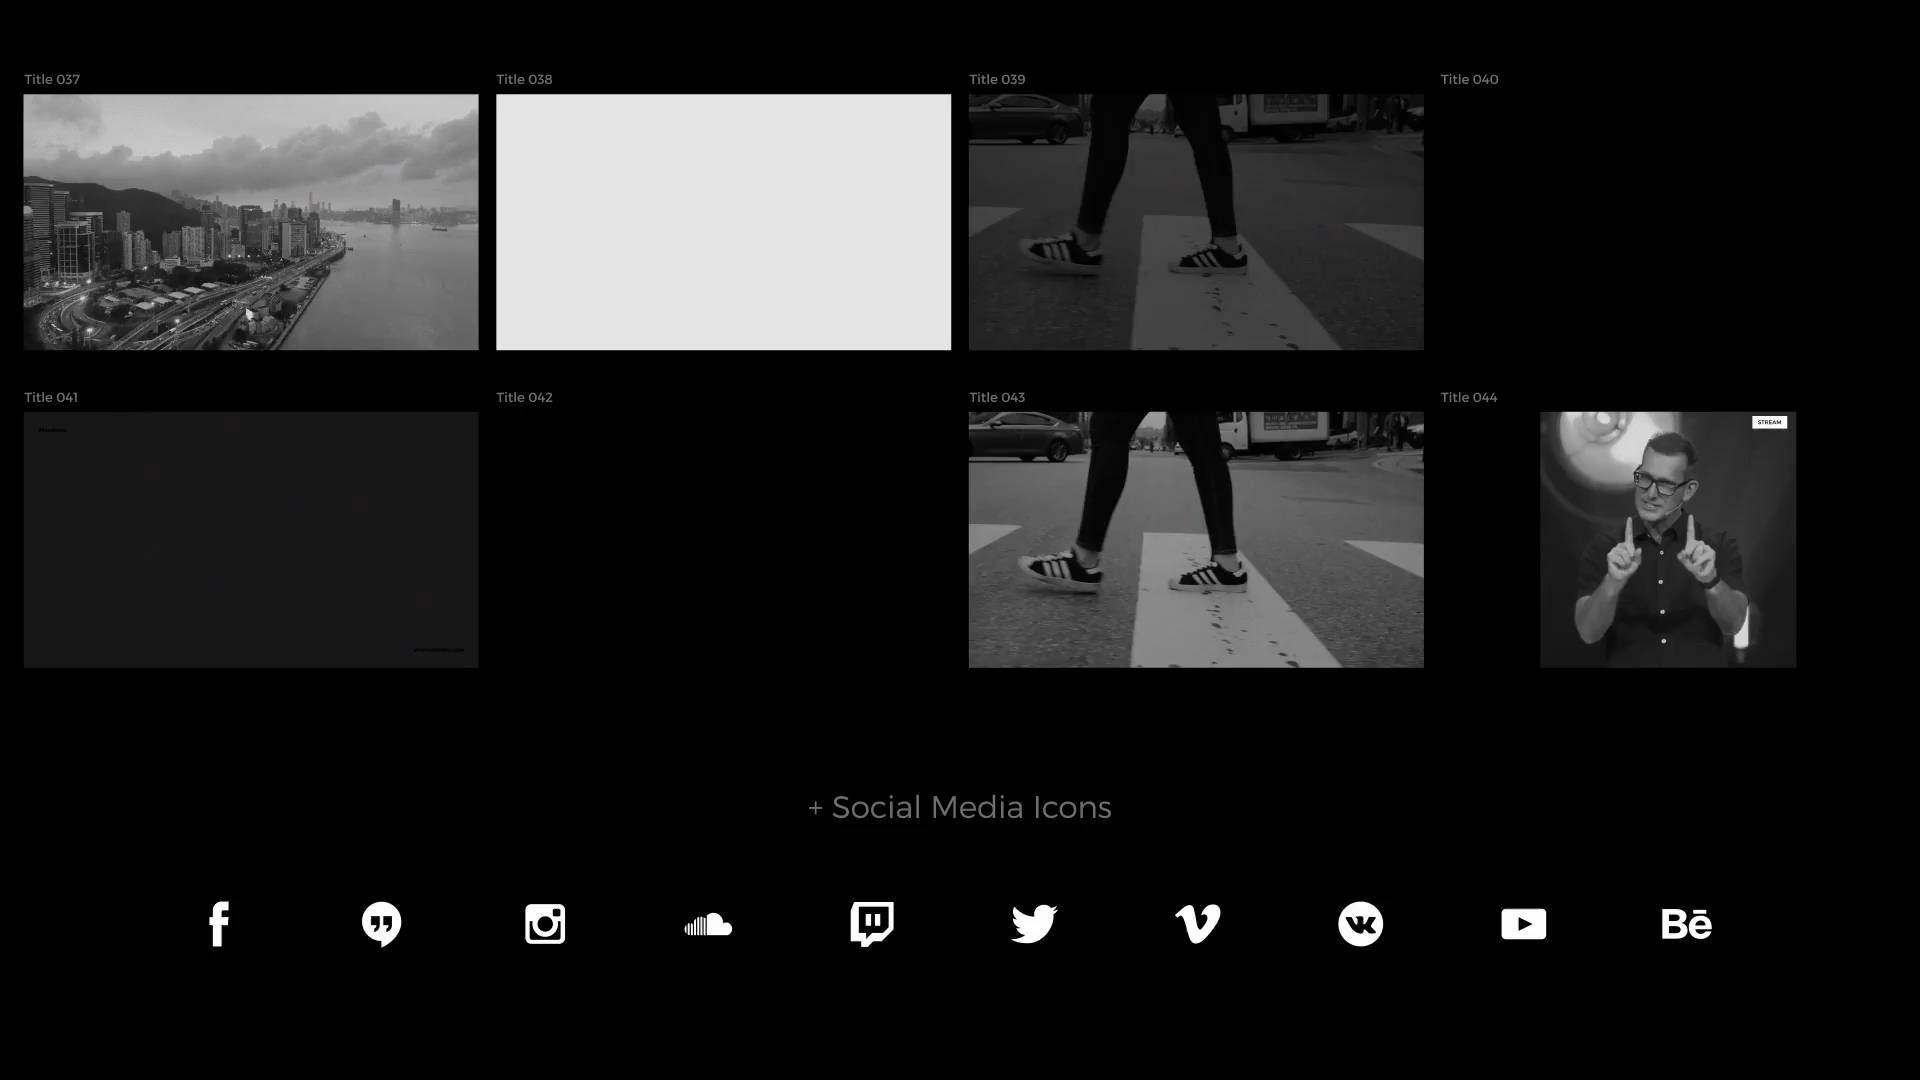 Title 037
Title 038
Title 039
Title 040
Title 041
Title 042
Title 043
Title 044
STREAM
+ Social Media Icons
Bē